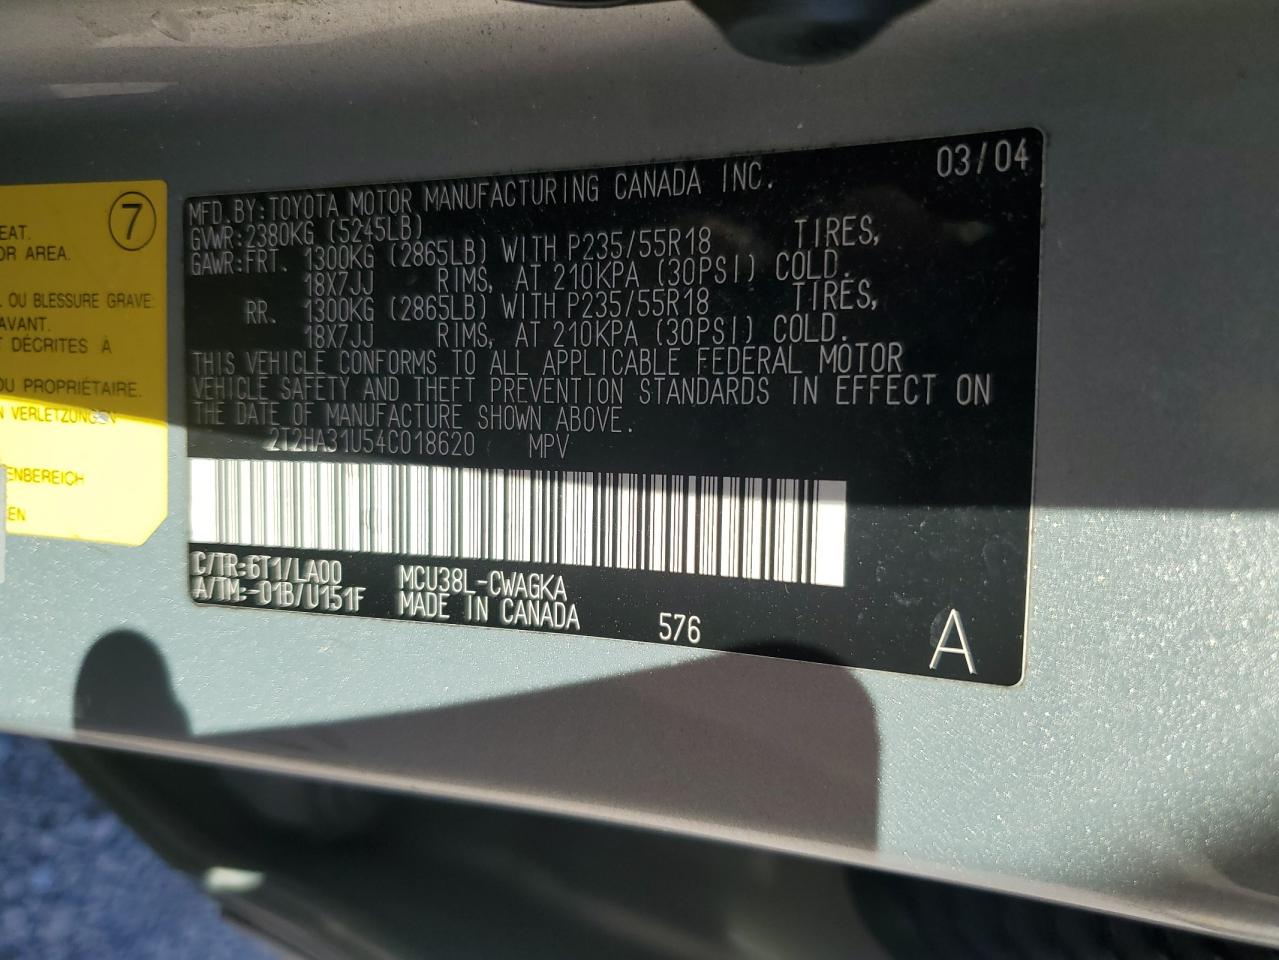 7
EAT.
OR AREA.
OU BLESSURE GRAVE
AVANT.
T DÉCRITES À
DU PROPRIÉTAIRE.
N VERLETZUNGEN
ENBEREICH
EN
03/04
MFD.BY:TOYOTA MOTOR MANUFACTURING CANADA INC.
GVWR:2380KG (5245LB)
GAWR:FRT. 1300KG (2865LB) WITH P235/55R18 TIRES,
18X7JJ RIMS, AT 210KPA (30PSI) COLD.
RR. 1300KG (2865LB) WITH P235/55R18 TIRES,
18X7JJ RIMS, AT 210KPA (30PSI) COLD.
THIS VEHICLE CONFORMS TO ALL APPLICABLE FEDERAL MOTOR
VEHICLE SAFETY AND THEFT PREVENTION STANDARDS IN EFFECT ON
THE DATE OF MANUFACTURE SHOWN ABOVE.
2T2HA31U54C018620 MPV
C/TR:6T1/LA00 MCU38L-CWAGKA
A/TM:-01B/U151F MADE IN CANADA 576
A